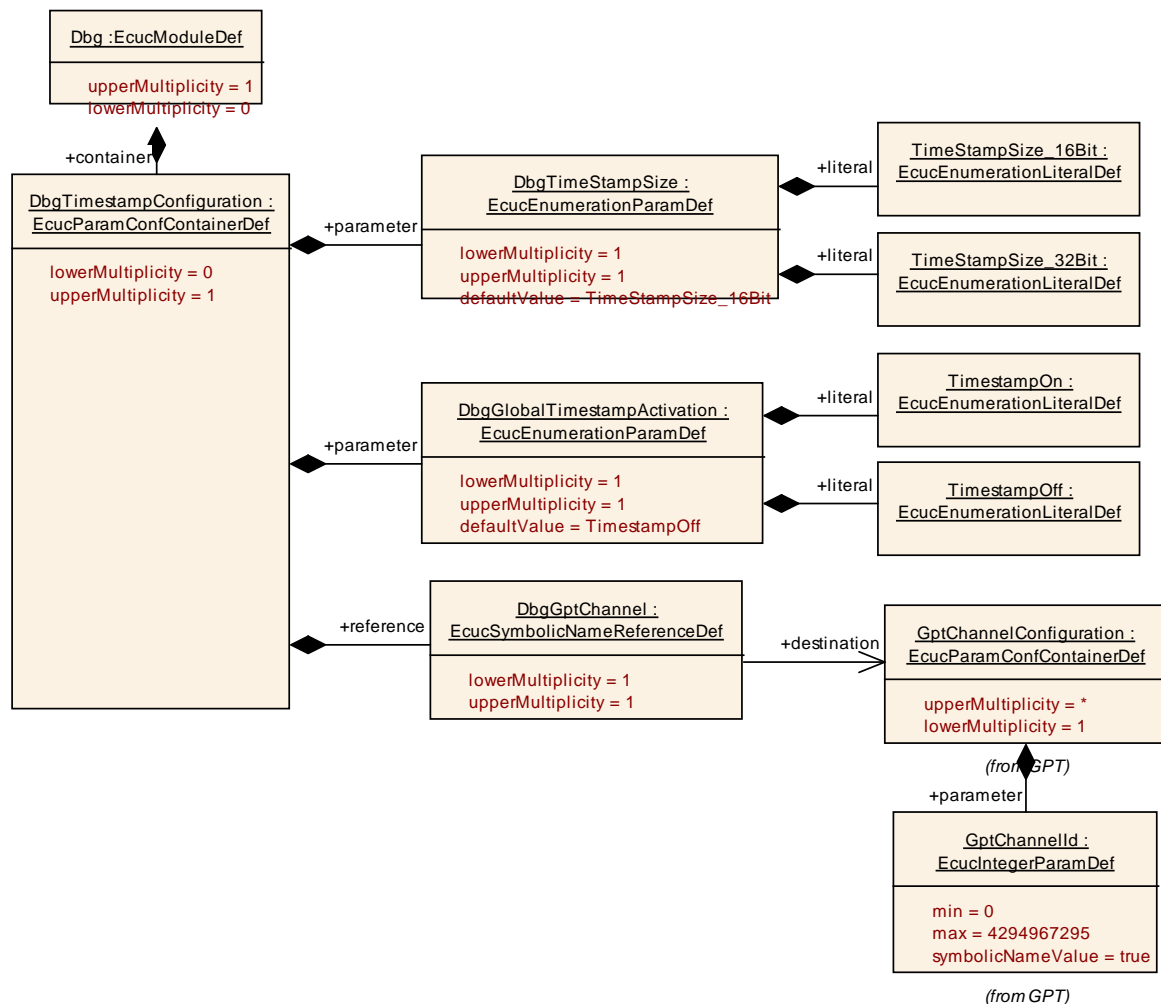 Dbg :EcucModuleDef
upperMultiplicity = 1
lowerMultiplicity = 0
+container
DbgTimestampConfiguration :
EcucParamConfContainerDef
lowerMultiplicity = 0
upperMultiplicity = 1
+parameter
DbgTimeStampSize :
EcucEnumerationParamDef
lowerMultiplicity = 1
upperMultiplicity = 1
defaultValue = TimeStampSize_16Bit
+literal
TimeStampSize_16Bit :
EcucEnumerationLiteralDef
+literal
TimeStampSize_32Bit :
EcucEnumerationLiteralDef
+parameter
DbgGlobalTimestampActivation :
EcucEnumerationParamDef
lowerMultiplicity = 1
upperMultiplicity = 1
defaultValue = TimestampOff
+literal
TimestampOn :
EcucEnumerationLiteralDef
+literal
TimestampOff :
EcucEnumerationLiteralDef
+reference
DbgGptChannel :
EcucSymbolicNameReferenceDef
lowerMultiplicity = 1
upperMultiplicity = 1
+destination
GptChannelConfiguration :
EcucParamConfContainerDef
upperMultiplicity = *
lowerMultiplicity = 1
(from GPT)
+parameter
GptChannelId :
EcucIntegerParamDef
min = 0
max = 4294967295
symbolicNameValue = true
(from GPT)